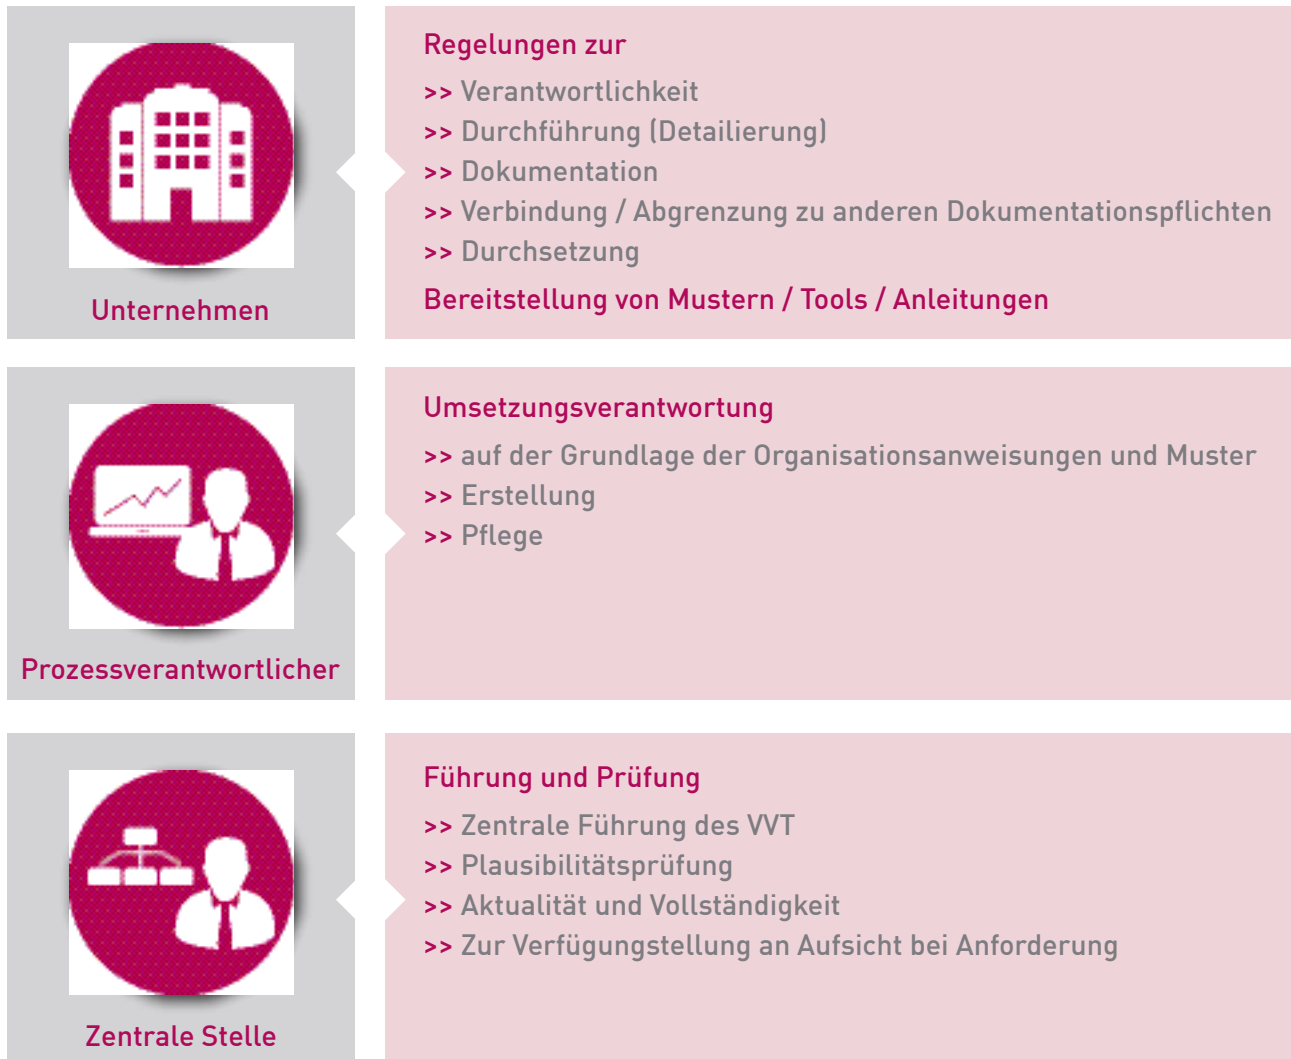 Unternehmen
Regelungen zur
>> Verantwortlichkeit
>> Durchführung (Detailierung)
>> Dokumentation
>> Verbindung / Abgrenzung zu anderen Dokumentationspflichten
>> Durchsetzung
Bereitstellung von Mustern / Tools / Anleitungen
Prozessverantwortlicher
Umsetzungsverantwortung
>> auf der Grundlage der Organisationsanweisungen und Muster
>> Erstellung
>> Pflege
Zentrale Stelle
Führung und Prüfung
>> Zentrale Führung des VVT
>> Plausibilitätsprüfung
>> Aktualität und Vollständigkeit
>> Zur Verfügungstellung an Aufsicht bei Anforderung